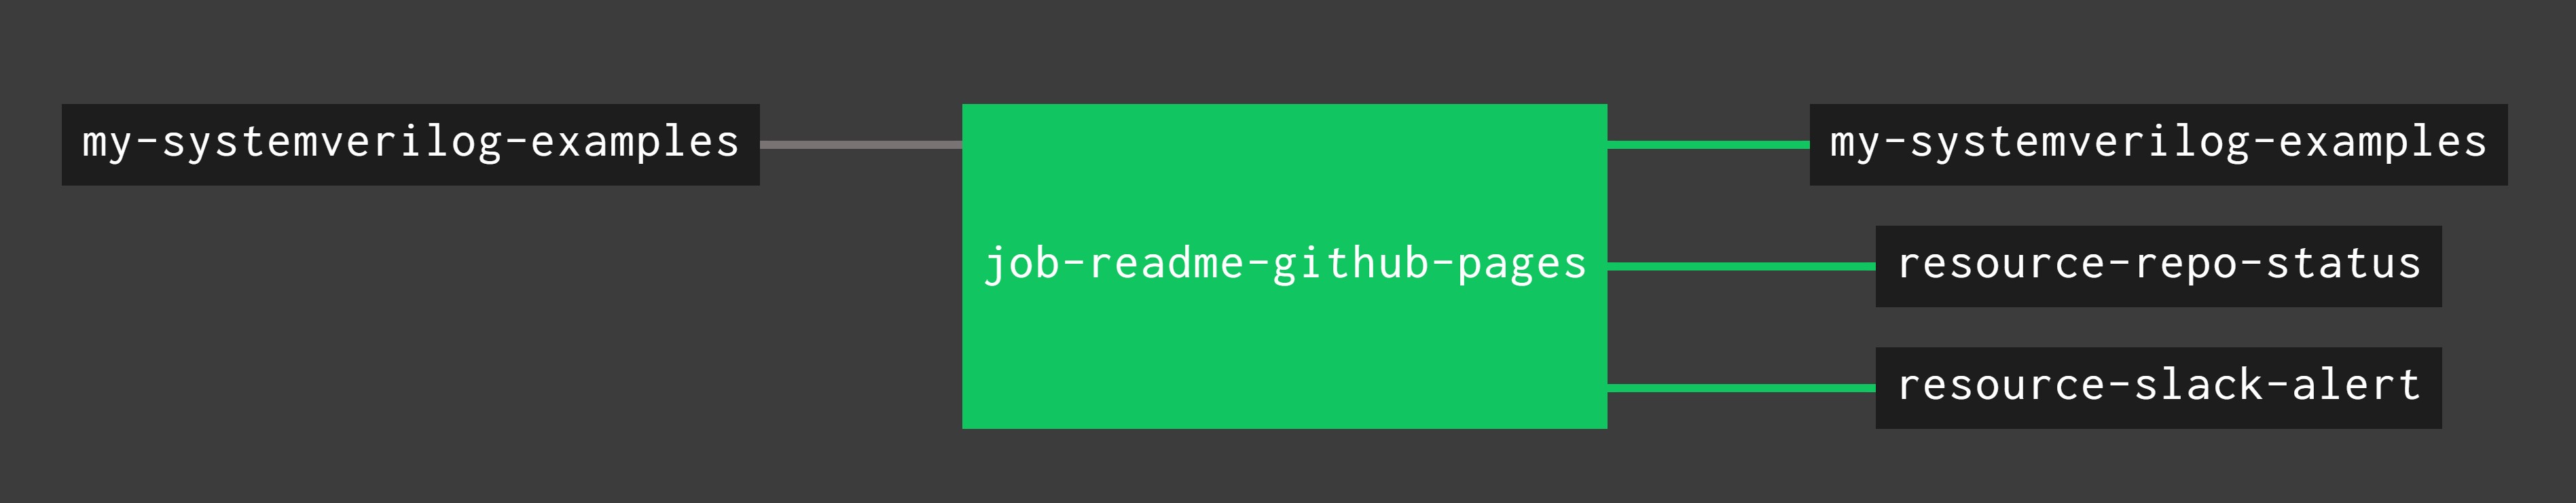 my-systemverilog-examples
job-readme-github-pages
my-systemverilog-examples
resource-repo-status
resource-slack-alert